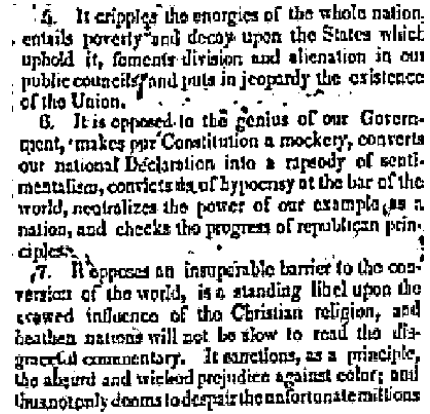 5. It cripples the energies of the whole nation,
entails poverty and decay upon the States which
uphold it, foments division and alienation in our
public councils, and puts in jeopardy the existence
of the Union.
6. It is opposed to the genius of our Govern-
ment, makes our Constitution a mockery, converts
our national Declaration into a rapsody of senti-
mentalism, convicts us of hypocrisy at the bar of the
world, neutralizes the power of our example as a
nation, and checks the progress of republican prin-
ciples.
7. It opposes an insuperable barrier to the con-
version of the world, is a standing libel upon the
avowed influence of the Christian religion, and
heathen nations will not be slow to read the dis-
graceful commentary. It sanctions, as a principle,
the absurd and wicked prejudice against color; and
thus not only dooms to despair the unfortunate millions